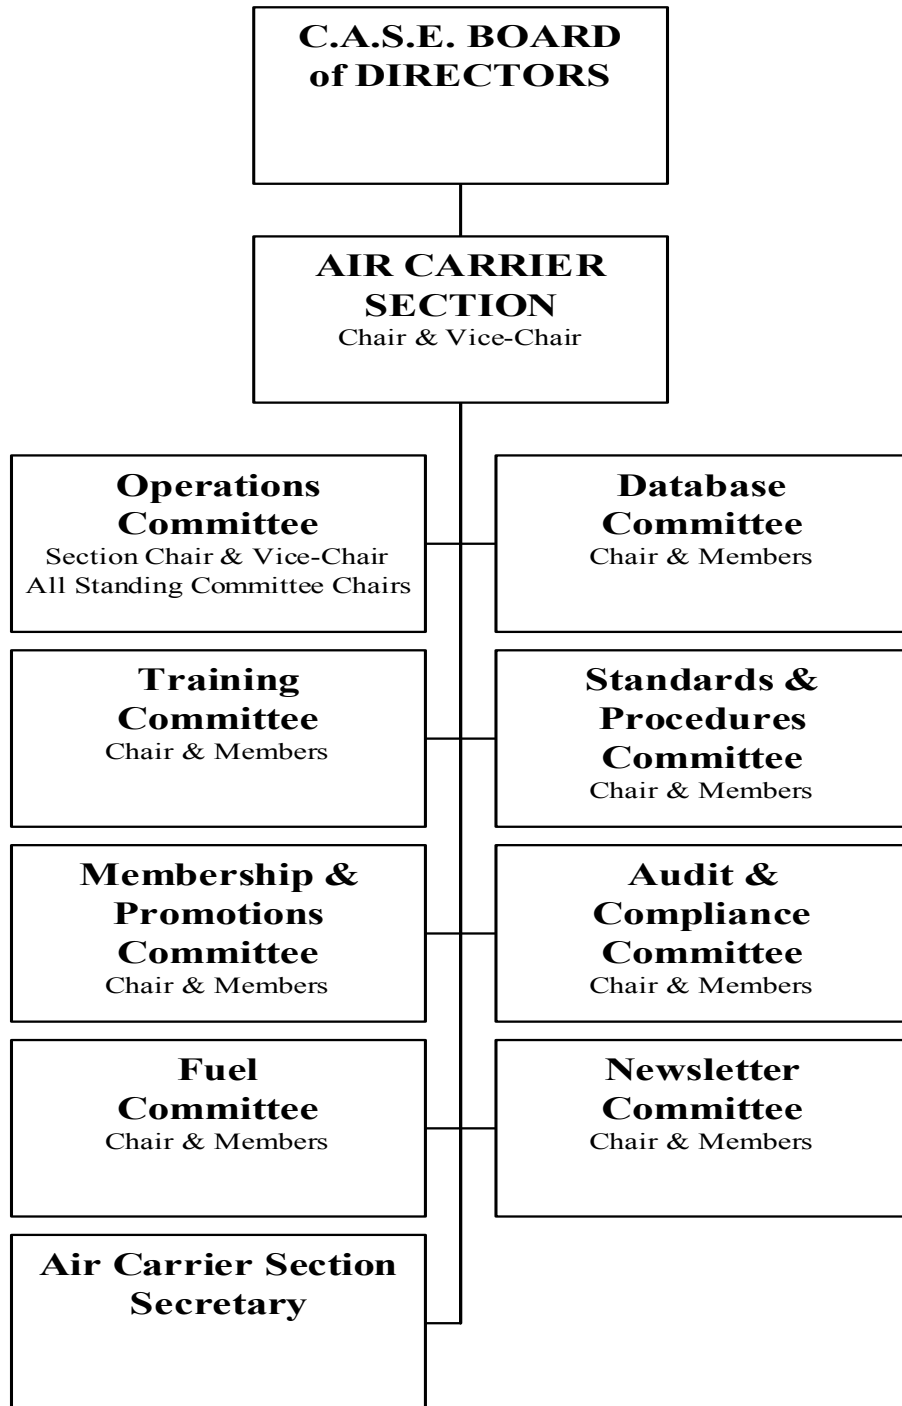 C.A.S.E. BOARD
of DIRECTORS
AIR CARRIER
SECTION
Chair & Vice-Chair
Operations
Committee
Section Chair & Vice-Chair
All Standing Committee Chairs
Database
Committee
Chair & Members
Training
Committee
Chair & Members
Standards &
Procedures
Committee
Chair & Members
Membership &
Promotions
Committee
Chair & Members
Audit &
Compliance
Committee
Chair & Members
Fuel
Committee
Chair & Members
Newsletter
Committee
Chair & Members
Air Carrier Section
Secretary